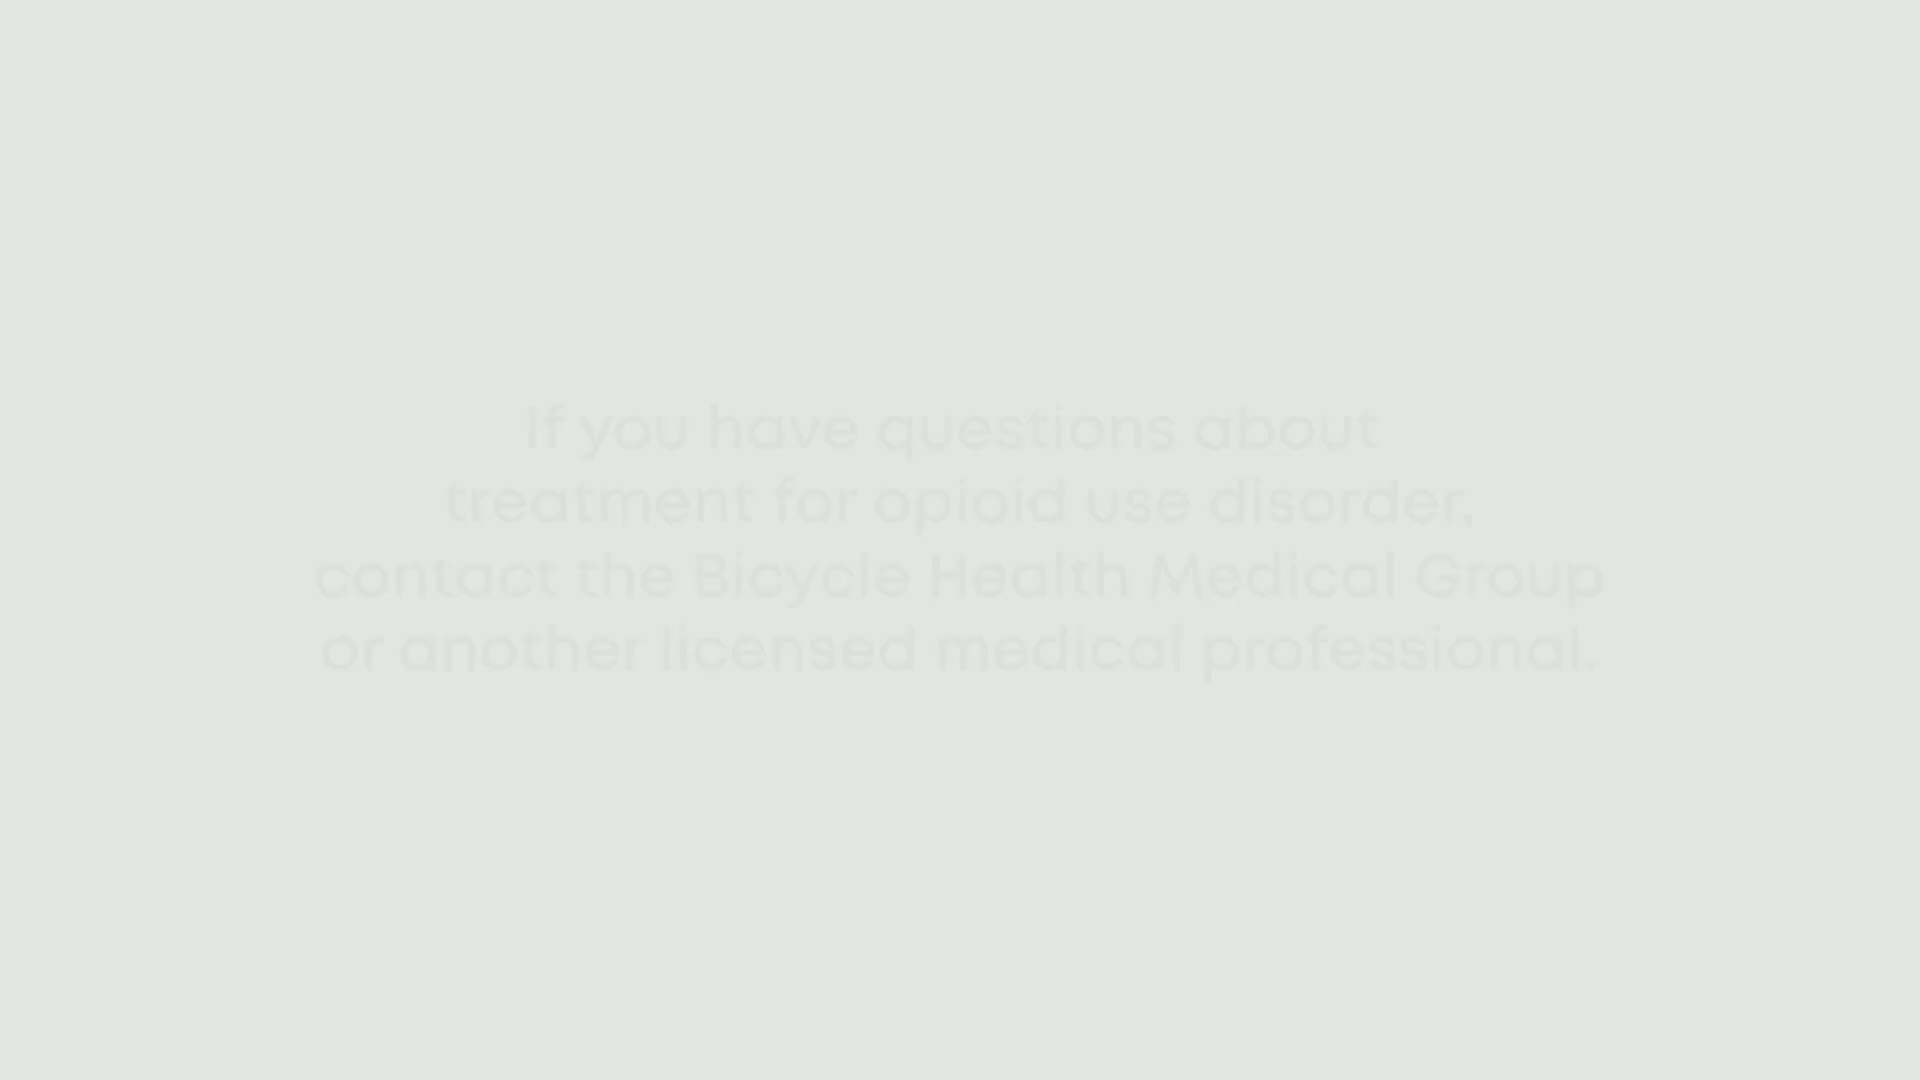 If you have questions about
treatment for opioid use disorder,
contact the Bicycle Health Medical Group
or another licensed medical professional.